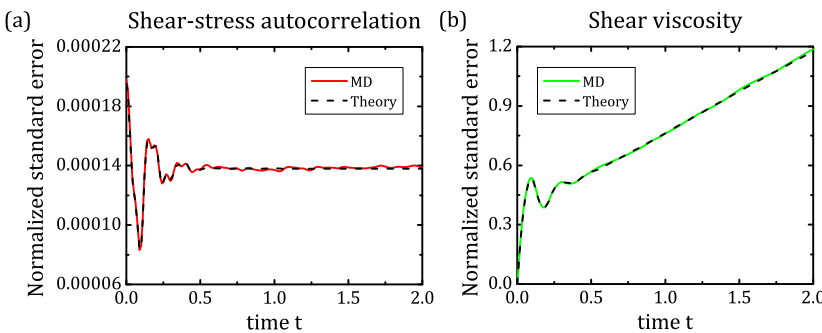 (a) Shear-stress autocorrelation
Normalized standard error
0.00022
0.00018
0.00014
0.00010
0.00006
MD
Theory
0.0 0.5 1.0 1.5 2.0
time t
(b) Shear viscosity
Normalized standard error
1.2
0.9
0.6
0.3
0.0
MD
Theory
0.0 0.5 1.0 1.5 2.0
time t